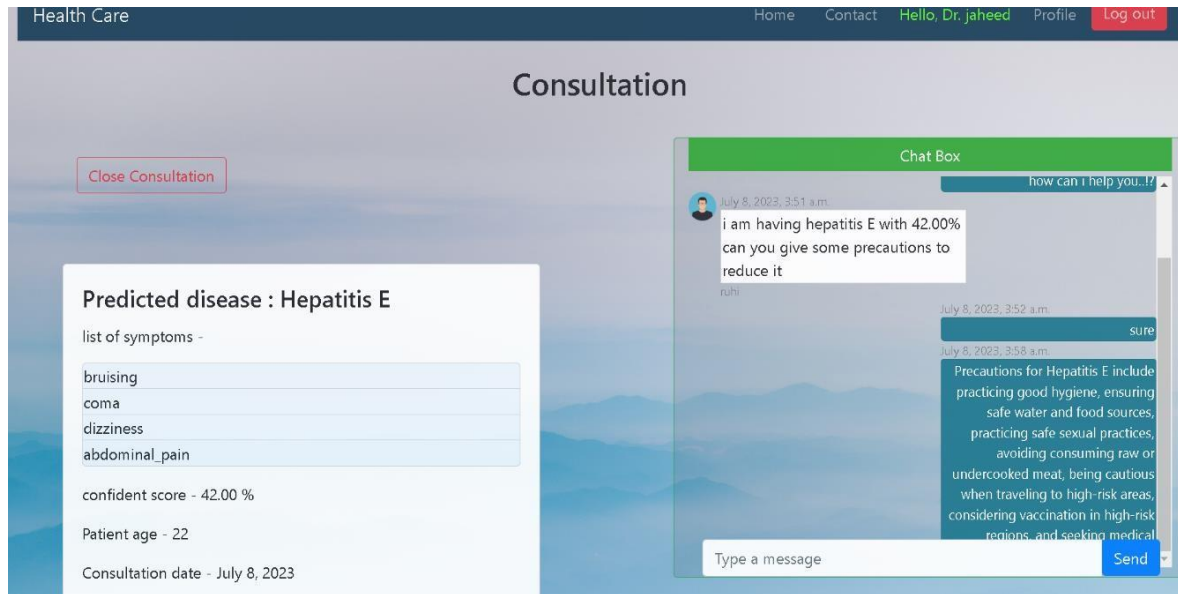 Health Care
Home Contact Hello, Dr. jaheed Profile Log out
Consultation
Close Consultation
Predicted disease : Hepatitis E
list of symptoms -
bruising
coma
dizziness
abdominal_pain
confident score - 42.00 %
Patient age - 22
Consultation date - July 8, 2023
Chat Box
how can i help you..!?
July 8, 2023, 3:51 a.m.
i am having hepatitis E with 42.00%
can you give some precautions to
reduce it
ruhi
July 8, 2023, 3:52 a.m.
sure
July 8, 2023, 3:58 a.m.
Precautions for Hepatitis E include
practicing good hygiene, ensuring
safe water and food sources,
practicing safe sexual practices,
avoiding consuming raw or
undercooked meat, being cautious
when traveling to high-risk areas,
considering vaccination in high-risk
regions, and seeking medical
Type a message
Send